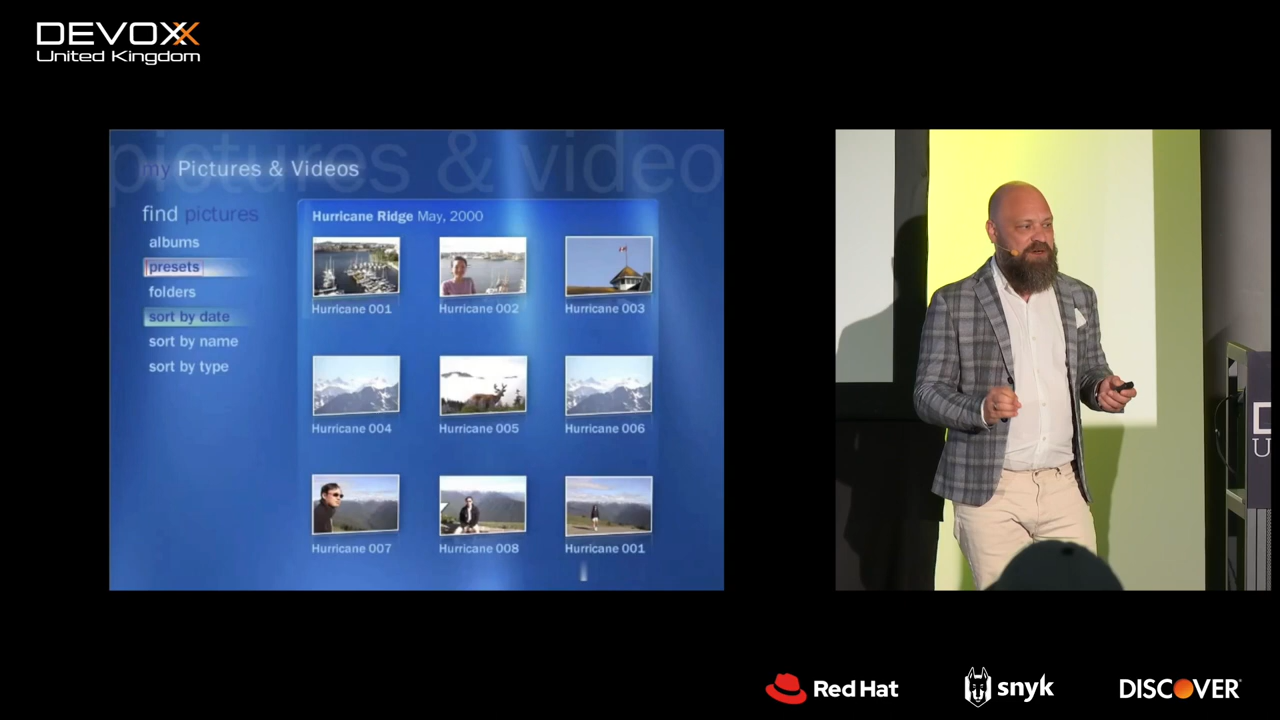 DEVOXX
United Kingdom
pictures & video
my Pictures & Videos
find pictures
albums
presets
folders
sort by date
sort by name
sort by type
Hurricane Ridge May, 2000
Hurricane 001
Hurricane 002
Hurricane 003
Hurricane 004
Hurricane 005
Hurricane 006
Hurricane 007
Hurricane 008
Hurricane 001
D
U
Red Hat
snyk
DISCOVER